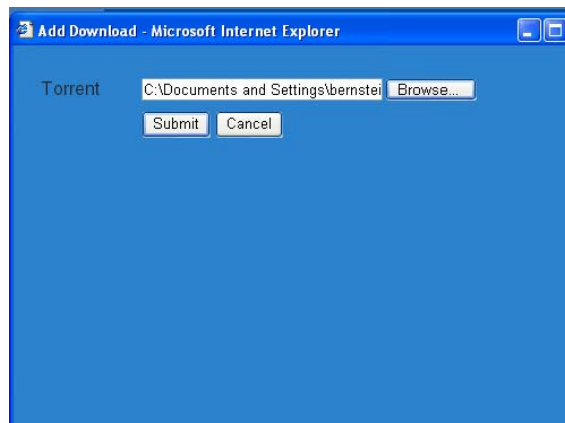 Add Download - Microsoft Internet Explorer
Torrent C:\Documents and Settings\bernstei Browse...
Submit Cancel